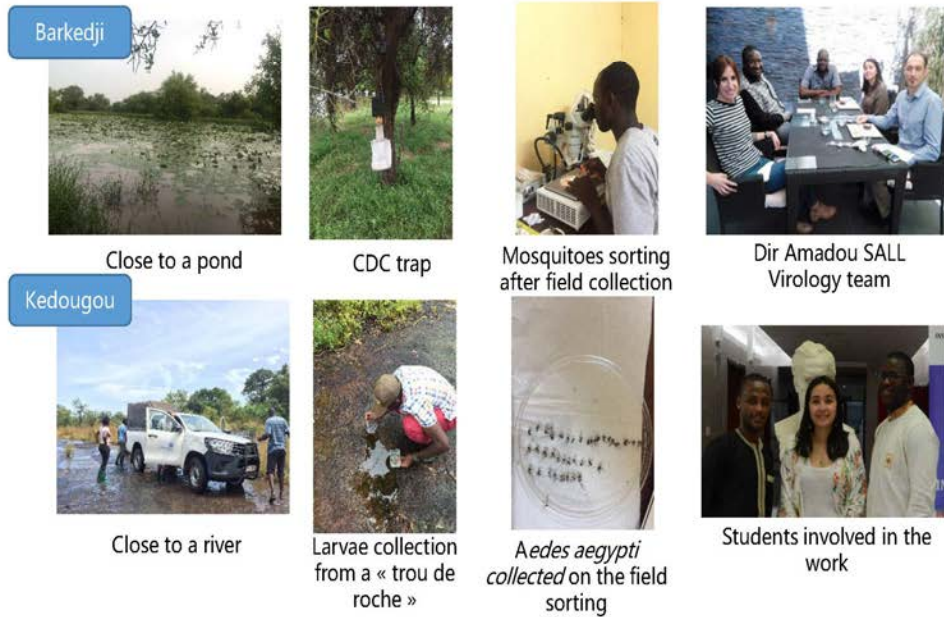 Barkedji
Close to a pond
CDC trap
Mosquitoes sorting
after field collection
Dir Amadou SALL
Virology team
Kedougou
Close to a river
Larvae collection
from a « trou de
roche »
Aedes aegypti
collected on the field
sorting
Students involved in the
work